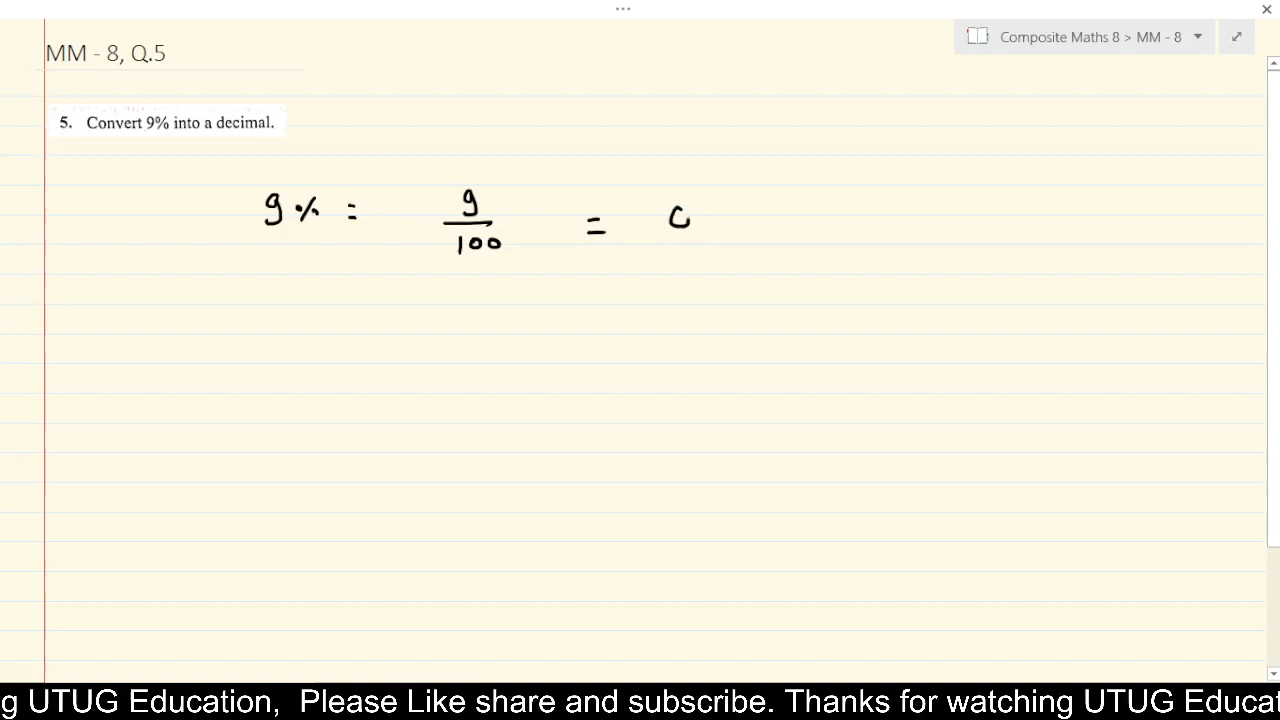 Composite Maths 8 > MM - 8
MM - 8, Q.5
5. Convert 9% into a decimal.
9% = 9/100 =
g UTUG Education, Please Like share and subscribe. Thanks for watching UTUG Educat